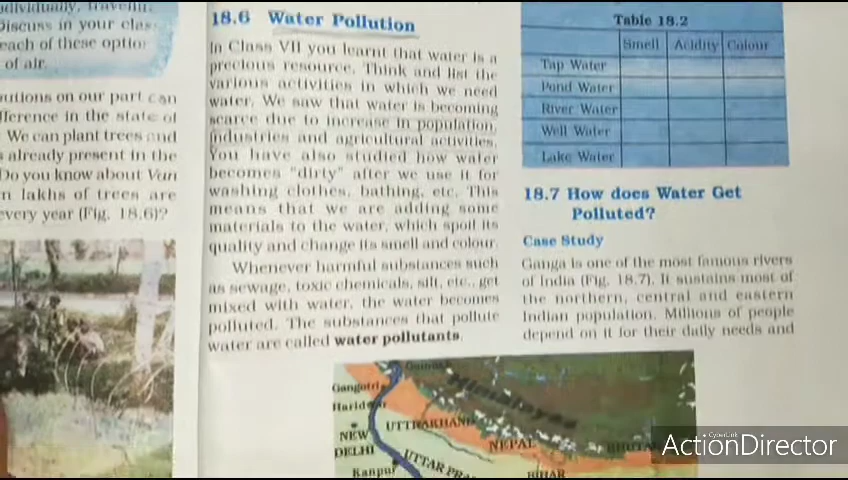 individually, travelling
Discuss in your class
each of these option
of air.
utions on our part can
fference in the state of
We can plant trees and
already present in the
Do you know about Van
n lakhs of trees are
every year (Fig. 18.6)?
18.6 Water Pollution
In Class VII you learnt that water is a
precious resource. Think and list the
various activities in which we need
water. We saw that water is becoming
scarce due to increase in population,
industries and agricultural activities.
You have also studied how water
becomes "dirty" after we use it for
washing clothes, bathing, etc. This
means that we are adding some
materials to the water, which spoil its
quality and change its smell and colour.
Whenever harmful substances such
as sewage, toxic chemicals, silt, etc., get
mixed with water, the water becomes
polluted. The substances that pollute
water are called water pollutants.
Table 18.2
Smell Acidity Colour
Tap Water
Pond Water
River Water
Well Water
Lake Water
18.7 How does Water Get
Polluted?
Case Study
Ganga is one of the most famous rivers
of India (Fig. 18.7). It sustains most of
the northern, central and eastern
Indian population. Millions of people
depend on it for their daily needs and
Gangotri
Haridwar
Himalayas
UTTRAKHAND
NEW
DELHI
NEPAL
BHUTAN
Kanpur
UTTAR PRA
BIHAR
CyberLink
ActionDirector